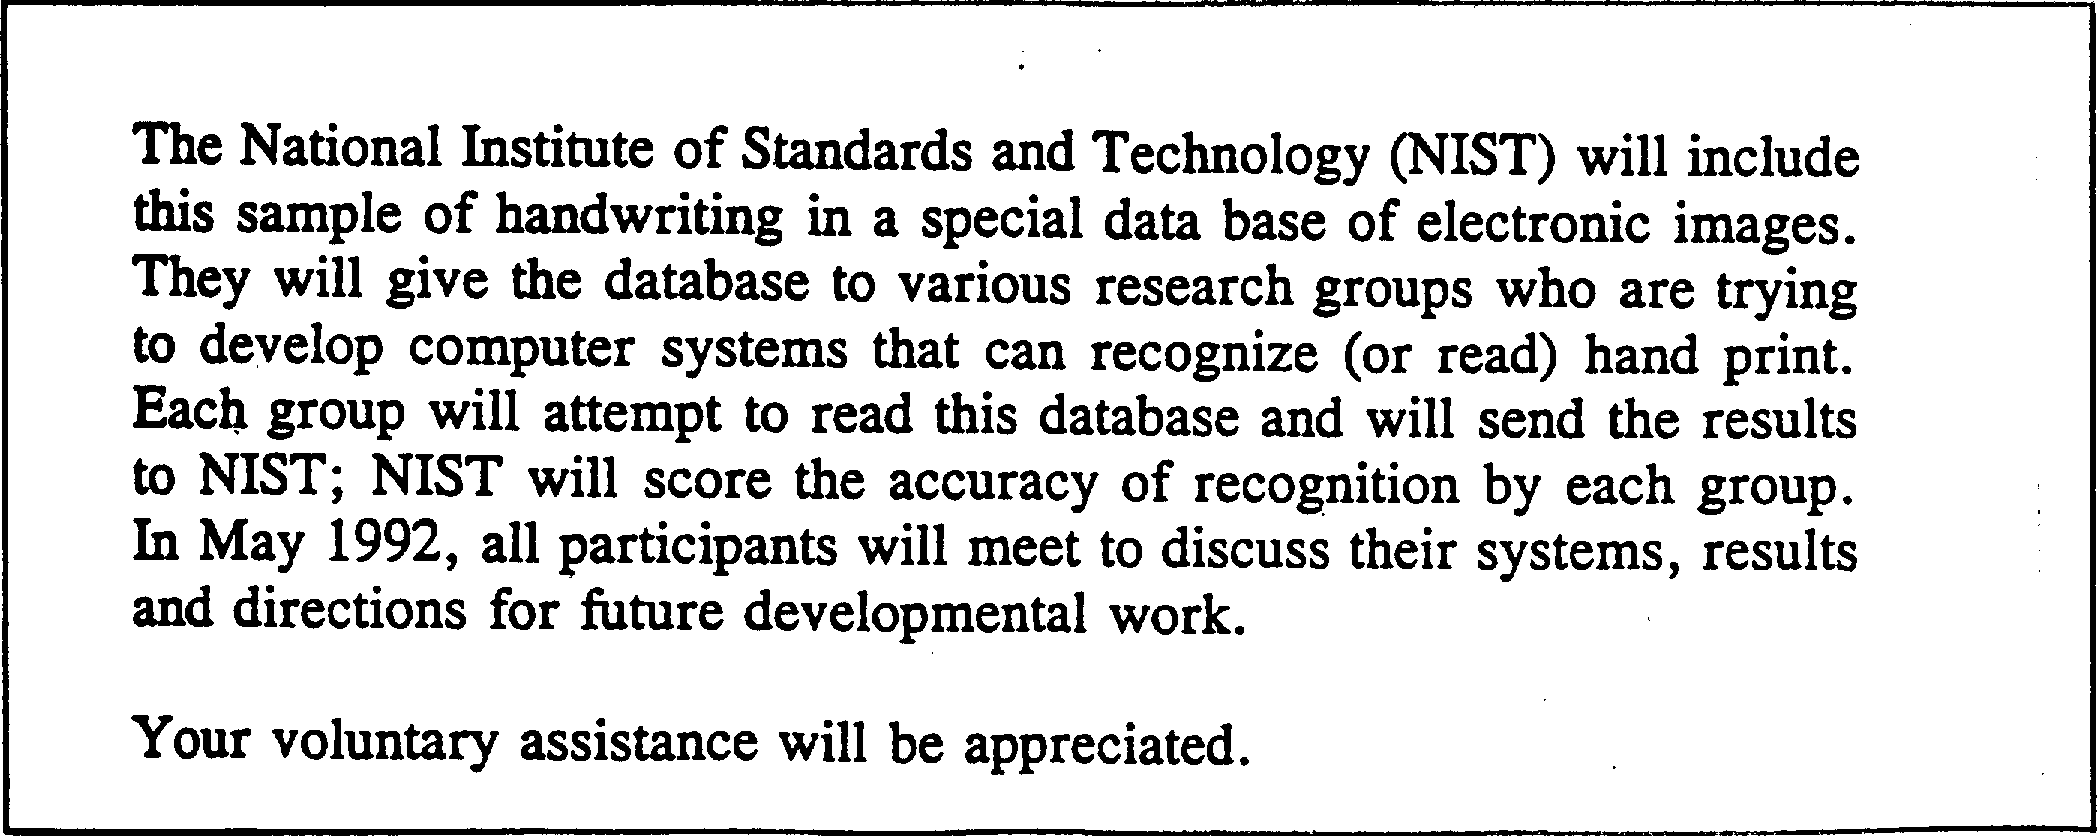 The National Institute of Standards and Technology (NIST) will include
this sample of handwriting in a special data base of electronic images.
They will give the database to various research groups who are trying
to develop computer systems that can recognize (or read) hand print.
Each group will attempt to read this database and will send the results
to NIST; NIST will score the accuracy of recognition by each group.
In May 1992, all participants will meet to discuss their systems, results
and directions for future developmental work.
Your voluntary assistance will be appreciated.